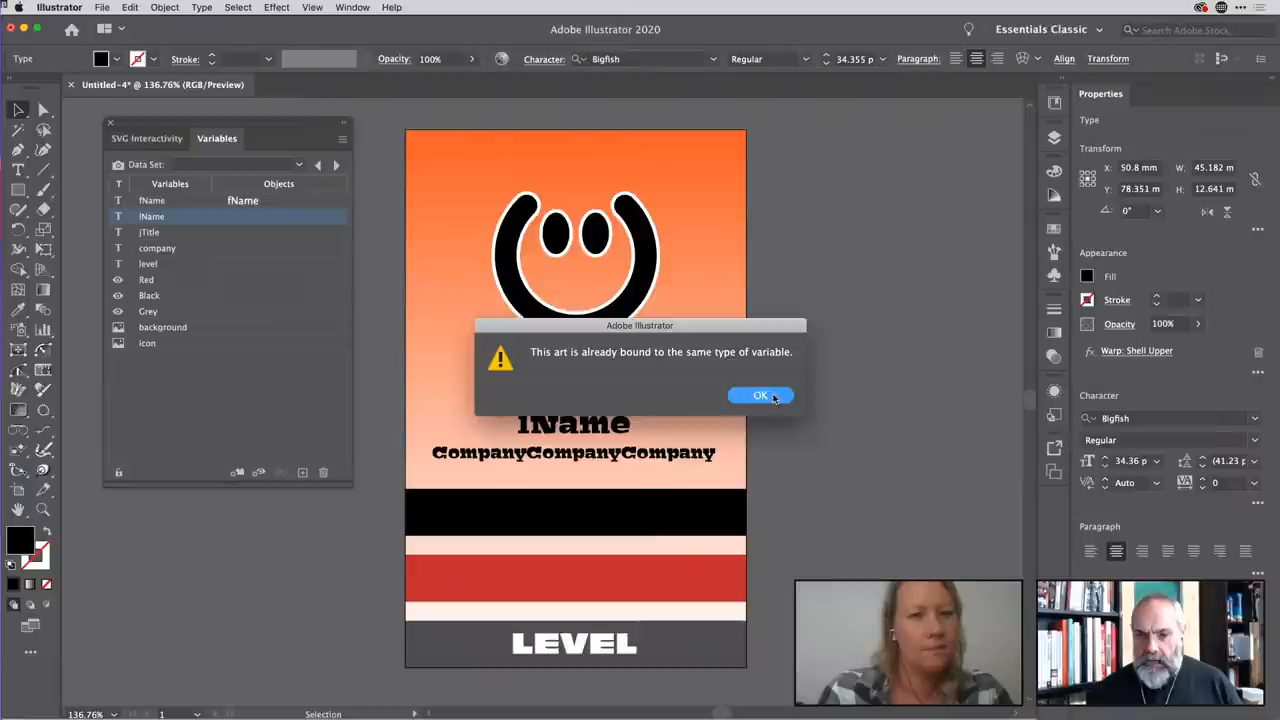 Illustrator File Edit Object Type Select Effect View Window Help
Adobe Illustrator 2020
Essentials Classic
Search Adobe Stock
Type
Stroke:
Opacity: 100%
Character: Bigfish
Regular
34.355 p
Paragraph:
Align
Transform
× Untitled-4* @ 136.76% (RGB/Preview)
SVG Interactivity Variables
Data Set:
T Variables Objects
T fName fName
T lName
T jTitle
T company
T level
Red
Black
Grey
background
icon
Adobe Illustrator
This art is already bound to the same type of variable.
OK
lName
CompanyCompanyCompany
LEVEL
Properties
Type
Transform
X: 50.8 mm W: 45.182 m
Y: 78.351 m H: 12.641 m
0°
Appearance
Fill
Stroke
Opacity 100%
fx Warp: Shell Upper
Character
Bigfish
Regular
34.36 p (41.23 p
Auto 0
Paragraph
136.76% 1 Selection